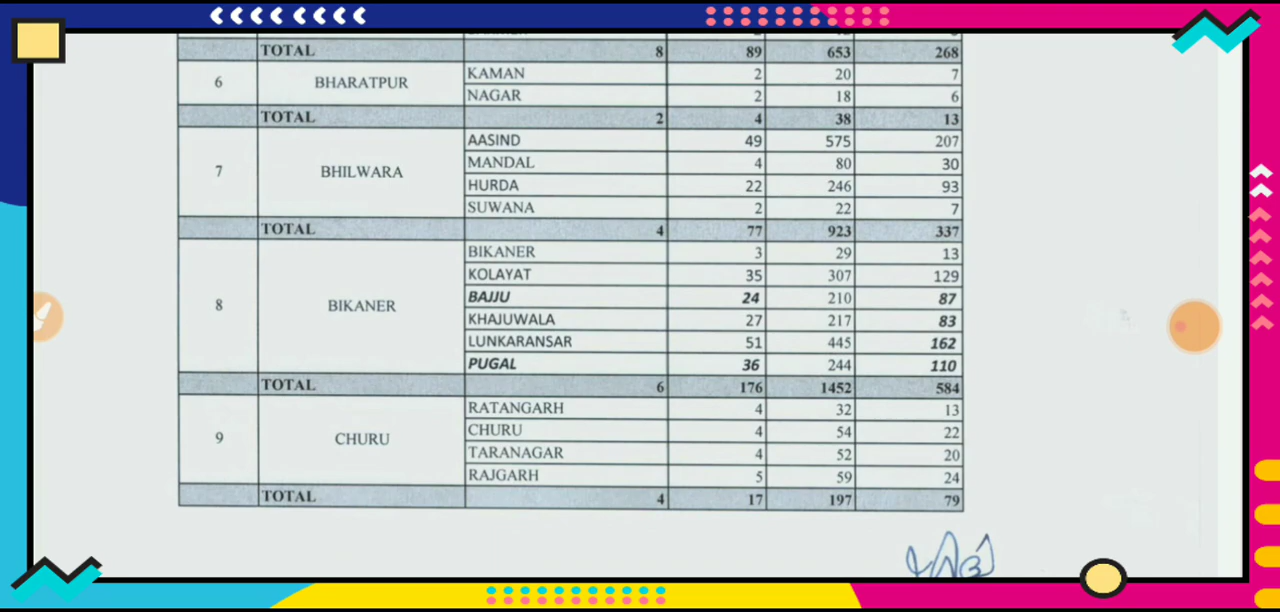 TOTAL 8 89 653 268
6 BHARATPUR KAMAN 2 20 7
NAGAR 2 18 6
TOTAL 2 4 38 13
7 BHILWARA AASIND 49 575 207
MANDAL 4 80 30
HURDA 22 246 93
SUWANA 2 22 7
TOTAL 4 77 923 337
8 BIKANER BIKANER 3 29 13
KOLAYAT 35 307 129
BAJJU 24 210 87
KHAJUWALA 27 217 83
LUNKARANSAR 51 445 162
PUGAL 36 244 110
TOTAL 6 176 1452 584
9 CHURU RATANGARH 4 32 13
CHURU 4 54 22
TARANAGAR 4 52 20
RAJGARH 5 59 24
TOTAL 4 17 197 79